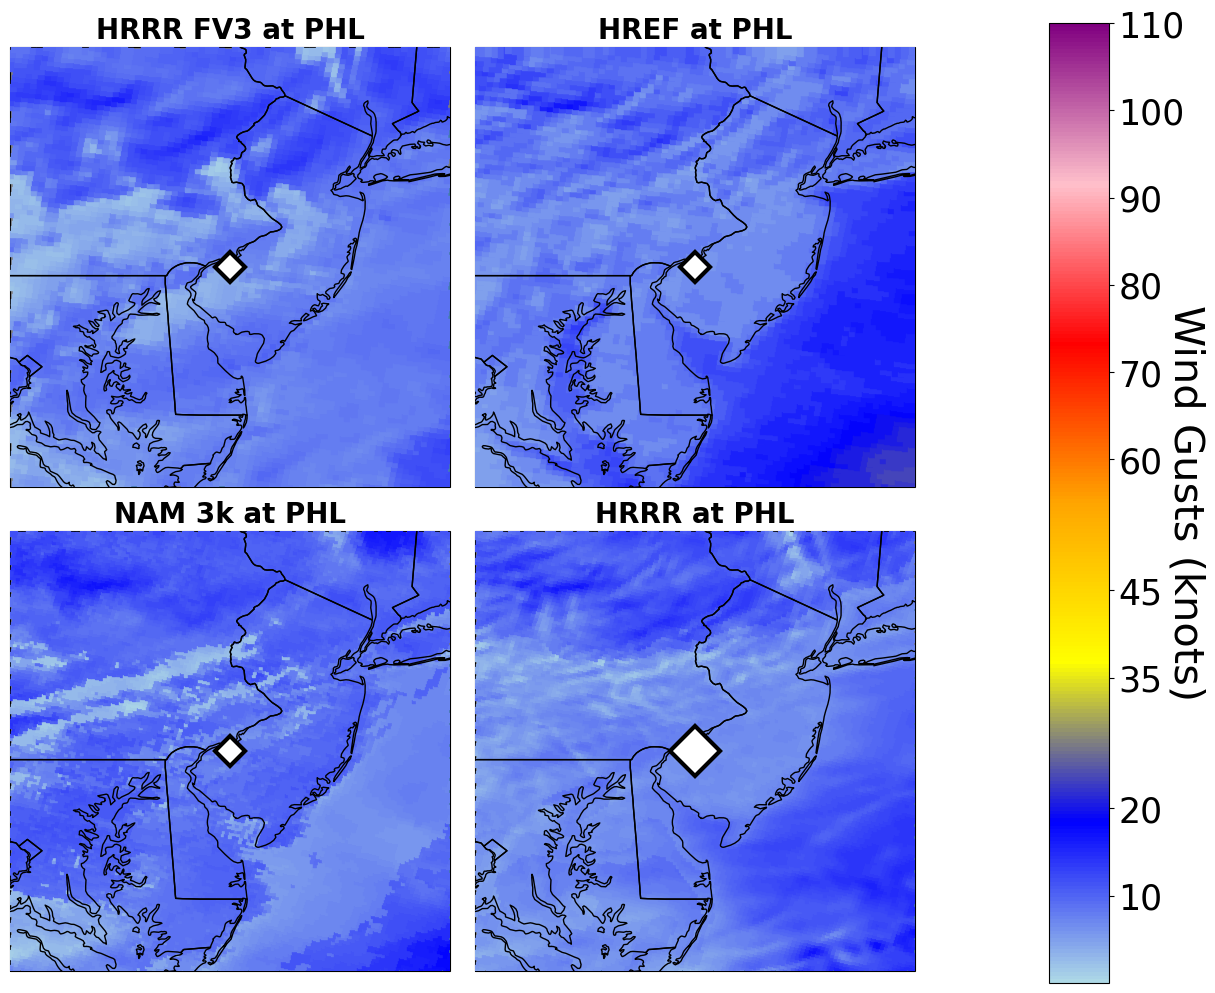 HRRR FV3 at PHL
HREF at PHL
NAM 3k at PHL
HRRR at PHL
110
100
90
80
70
60
45
35
20
10
Wind Gusts (knots)